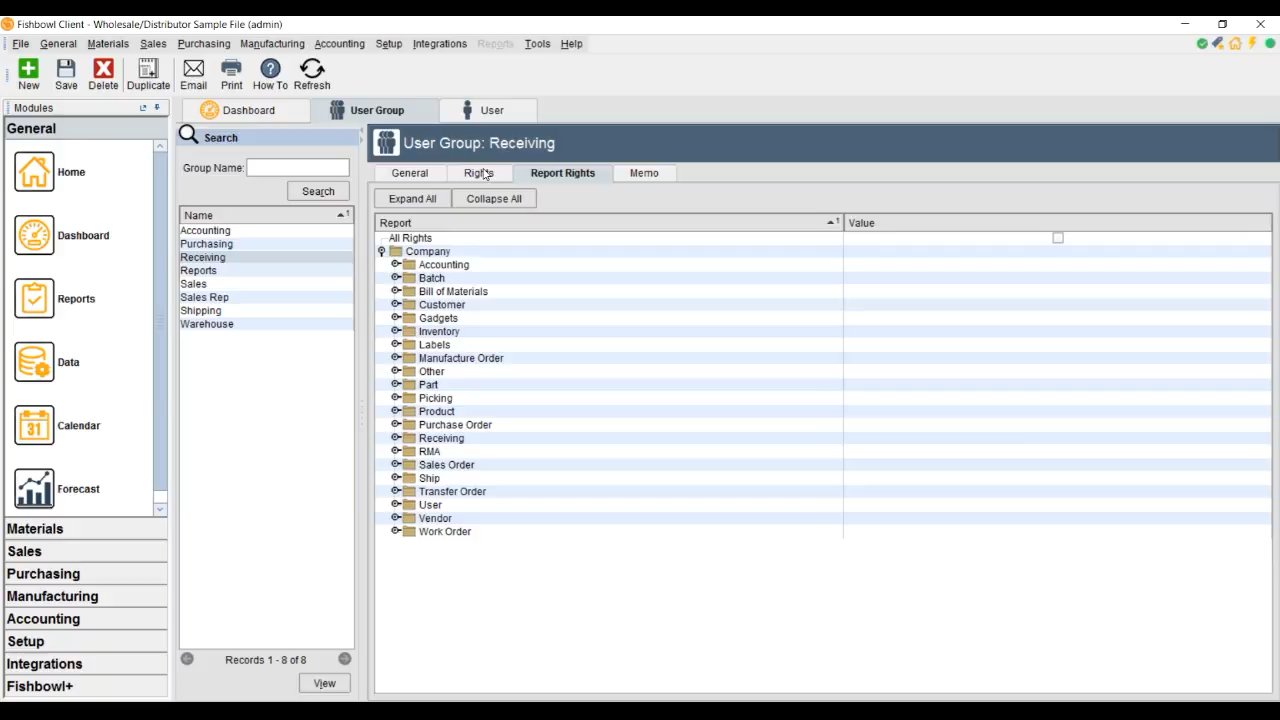 Fishbowl Client - Wholesale/Distributor Sample File (admin)
File General Materials Sales Purchasing Manufacturing Accounting Setup Integrations Reports Tools Help
New Save Delete Duplicate Email Print How To Refresh
Modules
General
Home
Dashboard
Reports
Data
31
Calendar
Forecast
Materials
Sales
Purchasing
Manufacturing
Accounting
Setup
Integrations
Fishbowl+
Dashboard User Group User
Search
Group Name:
Search
Name 1
Accounting
Purchasing
Receiving
Reports
Sales
Sales Rep
Shipping
Warehouse
Records 1 - 8 of 8
View
User Group: Receiving
General Rights Report Rights Memo
Expand All Collapse All
Report 1 Value
All Rights
Company
Accounting
Batch
Bill of Materials
Customer
Gadgets
Inventory
Labels
Manufacture Order
Other
Part
Picking
Product
Purchase Order
Receiving
RMA
Sales Order
Ship
Transfer Order
User
Vendor
Work Order